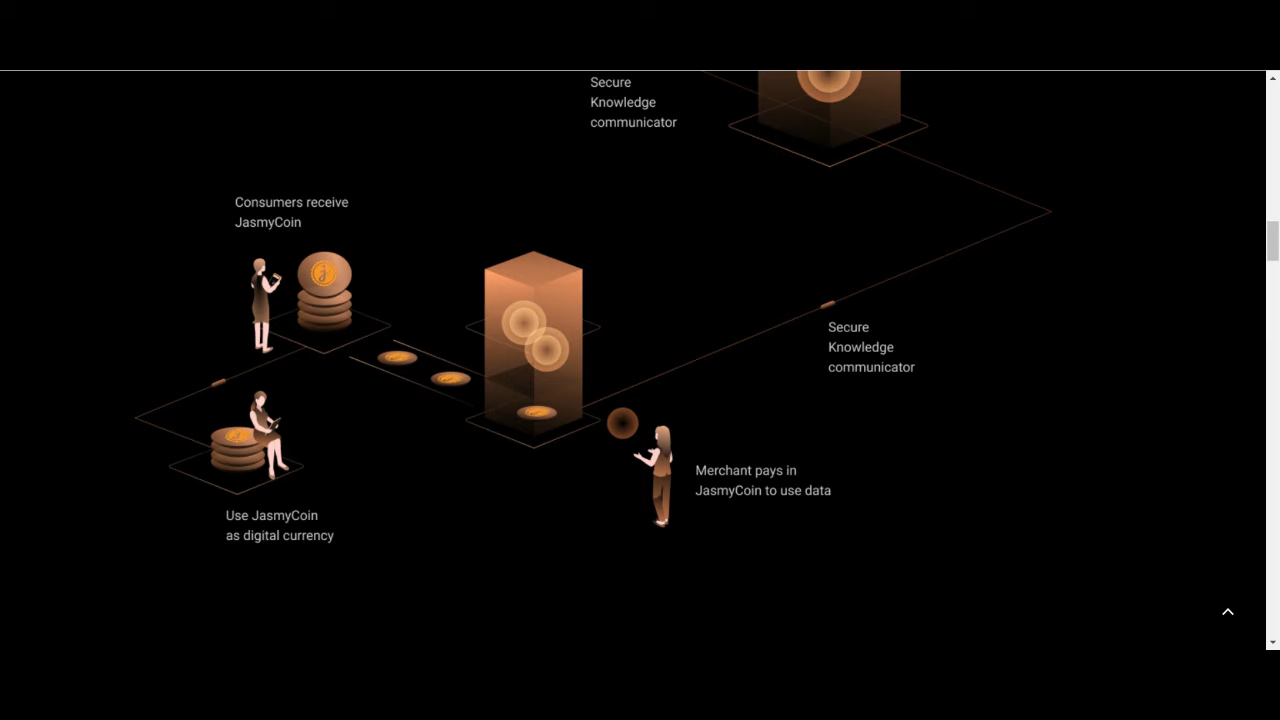 Secure
Knowledge
communicator
Consumers receive
JasmyCoin
Secure
Knowledge
communicator
Merchant pays in
JasmyCoin to use data
Use JasmyCoin
as digital currency